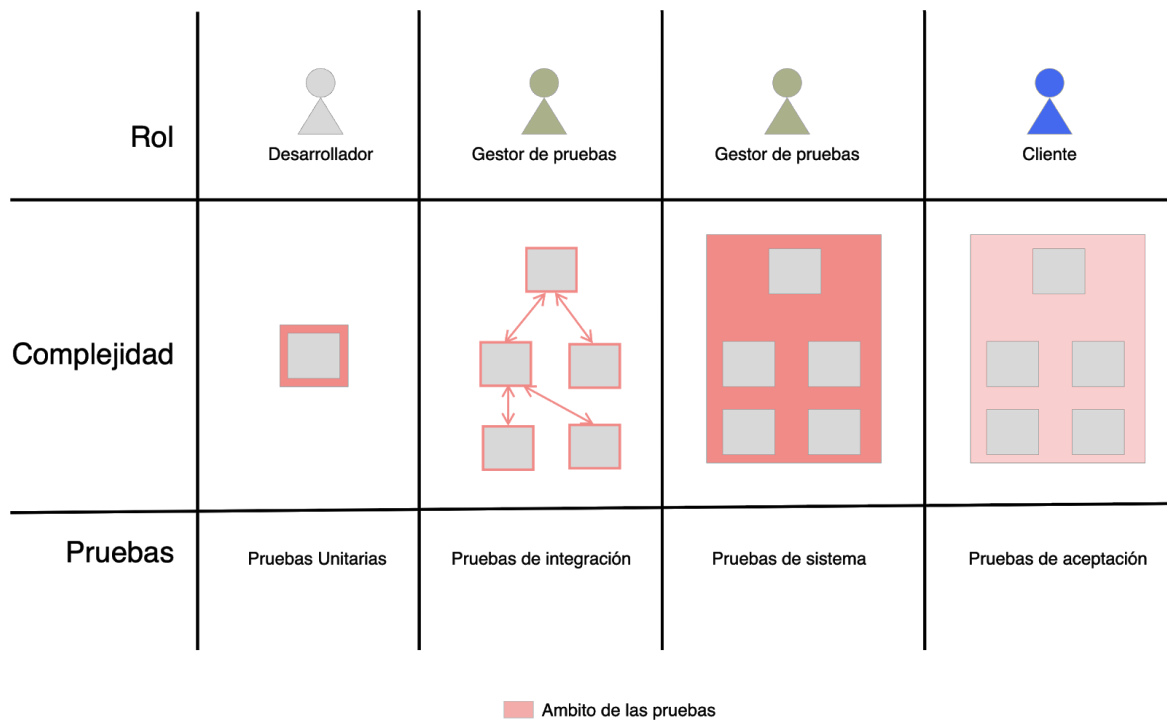 Rol
Desarrollador
Gestor de pruebas
Gestor de pruebas
Cliente
Complejidad
Pruebas
Pruebas Unitarias
Pruebas de integración
Pruebas de sistema
Pruebas de aceptación
Ambito de las pruebas